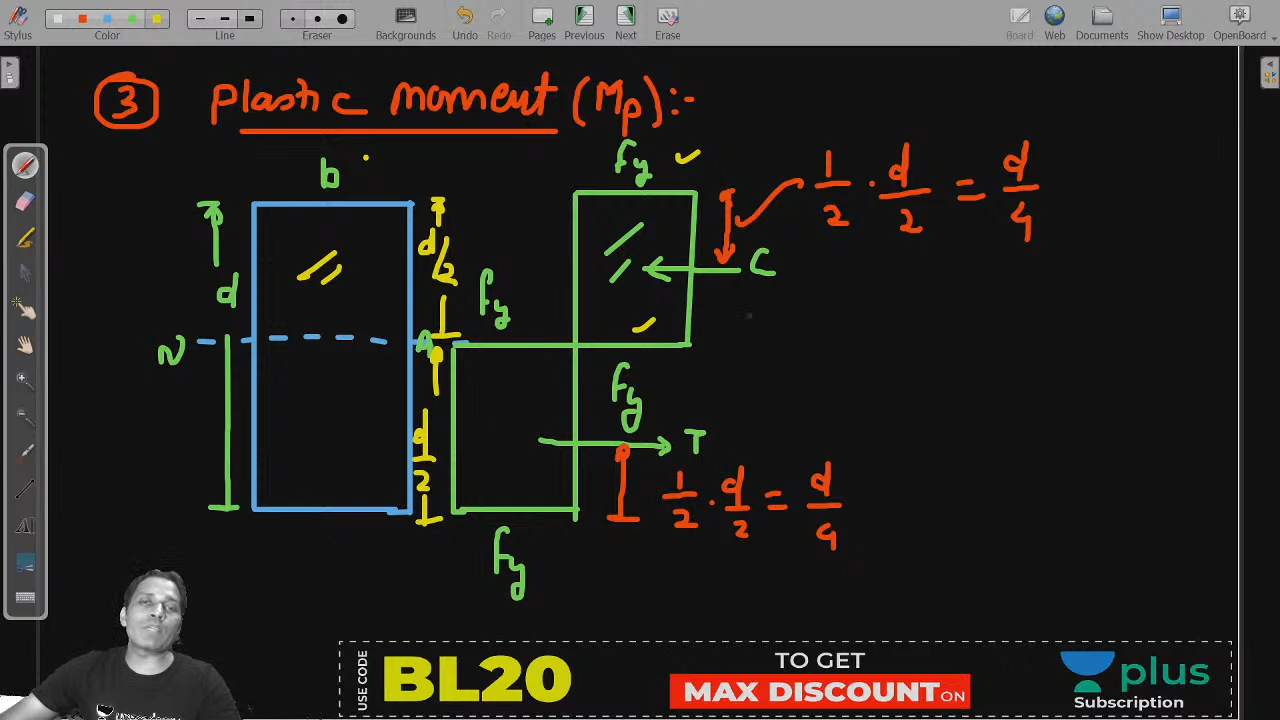 Stylus
Color
Line
Eraser
Backgrounds
Undo
Redo
Pages
Previous
Next
Erase
Board
Web
Documents
Show Desktop
OpenBoard
③ Plastic moment (Mp):-
b
fy
1/2 · d/2 = d/4
d
d/2
fy
C
N
A
fy
d/2
T
1/2 · d/2 = d/4
fy
USE CODE
BL20
TO GET
MAX DISCOUNT ON
plus
Subscription